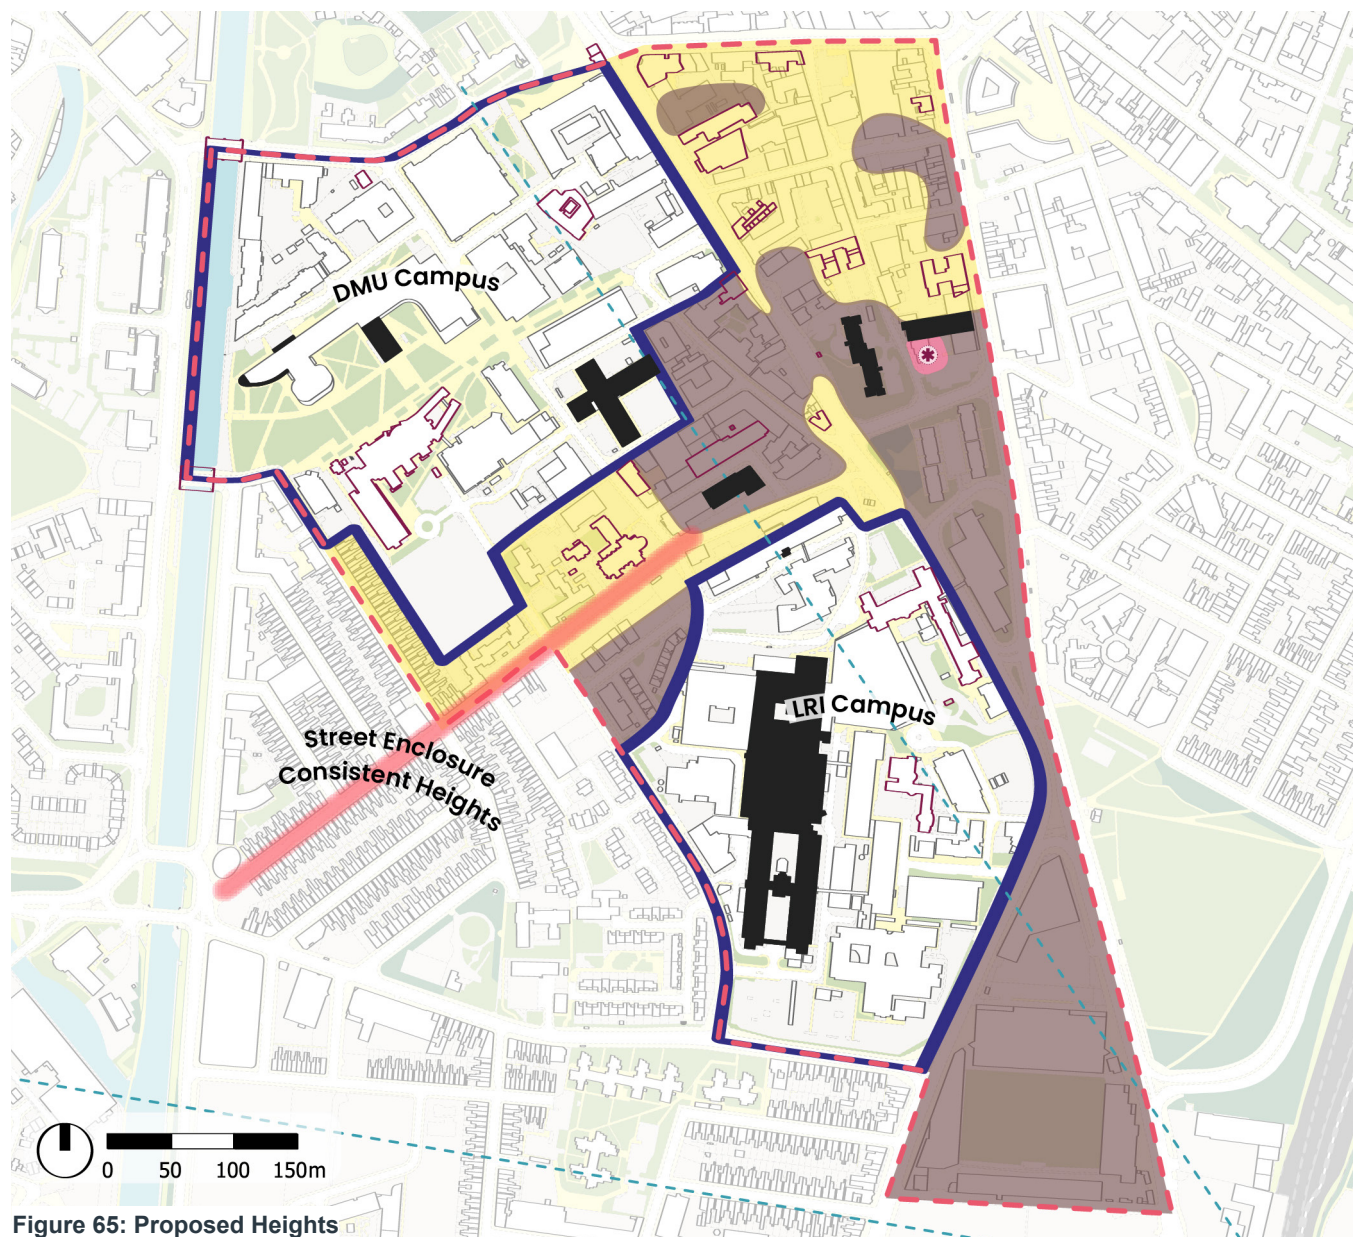 DMU Campus
LRI Campus
Street Enclosure
Consistent Heights
0 50 100 150m
Figure 65: Proposed Heights